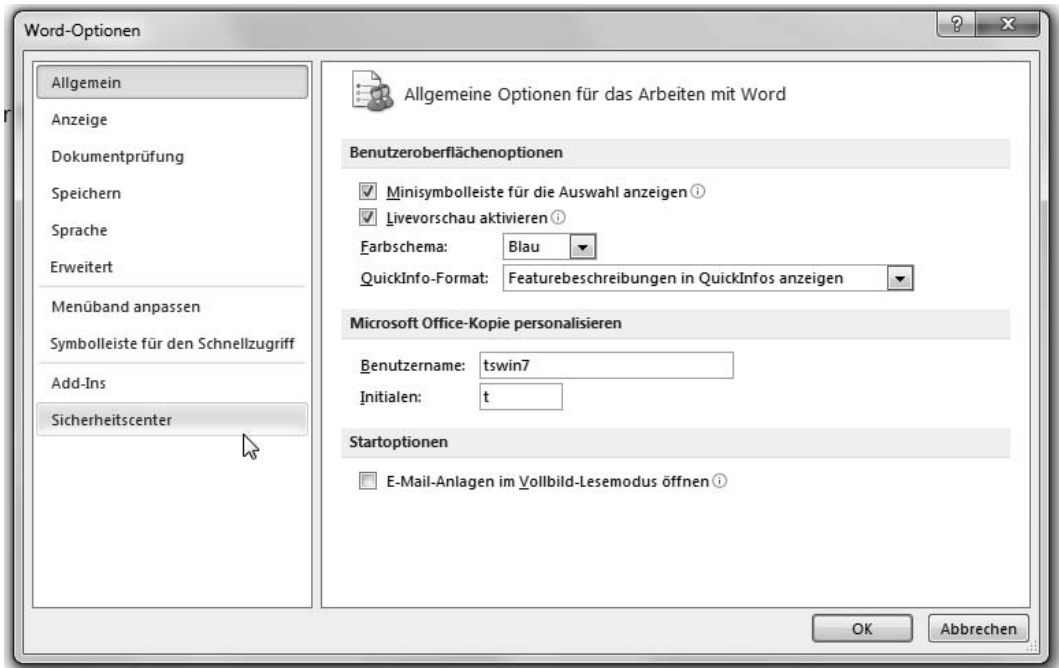 Word-Optionen
Allgemein
Anzeige
Dokumentprüfung
Speichern
Sprache
Erweitert
Menüband anpassen
Symbolleiste für den Schnellzugriff
Add-Ins
Sicherheitscenter
Allgemeine Optionen für das Arbeiten mit Word
Benutzeroberflächenoptionen
Minisymbolleiste für die Auswahl anzeigen
Livevorschau aktivieren
Farbschema: Blau
QuickInfo-Format: Featurebeschreibungen in QuickInfos anzeigen
Microsoft Office-Kopie personalisieren
Benutzername: tswin7
Initialen: t
Startoptionen
E-Mail-Anlagen im Vollbild-Lesemodus öffnen
OK Abbrechen